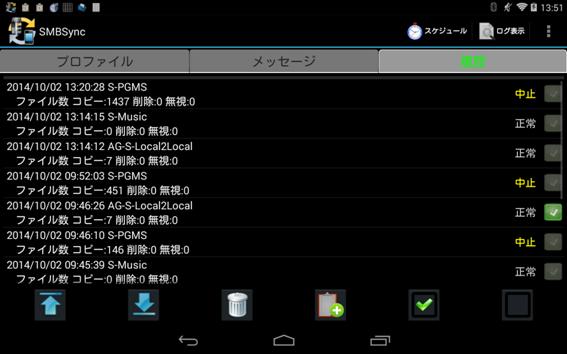 13:51
SMBSync
スケジュール
ログ表示
プロファイル
メッセージ
履歴
2014/10/02 13:20:28 S-PGMS
ファイル数 コピー:1437 削除:0 無視:0
中止
2014/10/02 13:14:15 S-Music
ファイル数 コピー:0 削除:0 無視:0
正常
2014/10/02 13:14:12 AG-S-Local2Local
ファイル数 コピー:7 削除:0 無視:0
正常
2014/10/02 09:52:03 S-PGMS
ファイル数 コピー:451 削除:0 無視:0
中止
2014/10/02 09:46:26 AG-S-Local2Local
ファイル数 コピー:7 削除:0 無視:0
正常
2014/10/02 09:46:10 S-PGMS
ファイル数 コピー:146 削除:0 無視:0
中止
2014/10/02 09:45:39 S-Music
ファイル数 コピー:0 削除:0 無視:0
正常